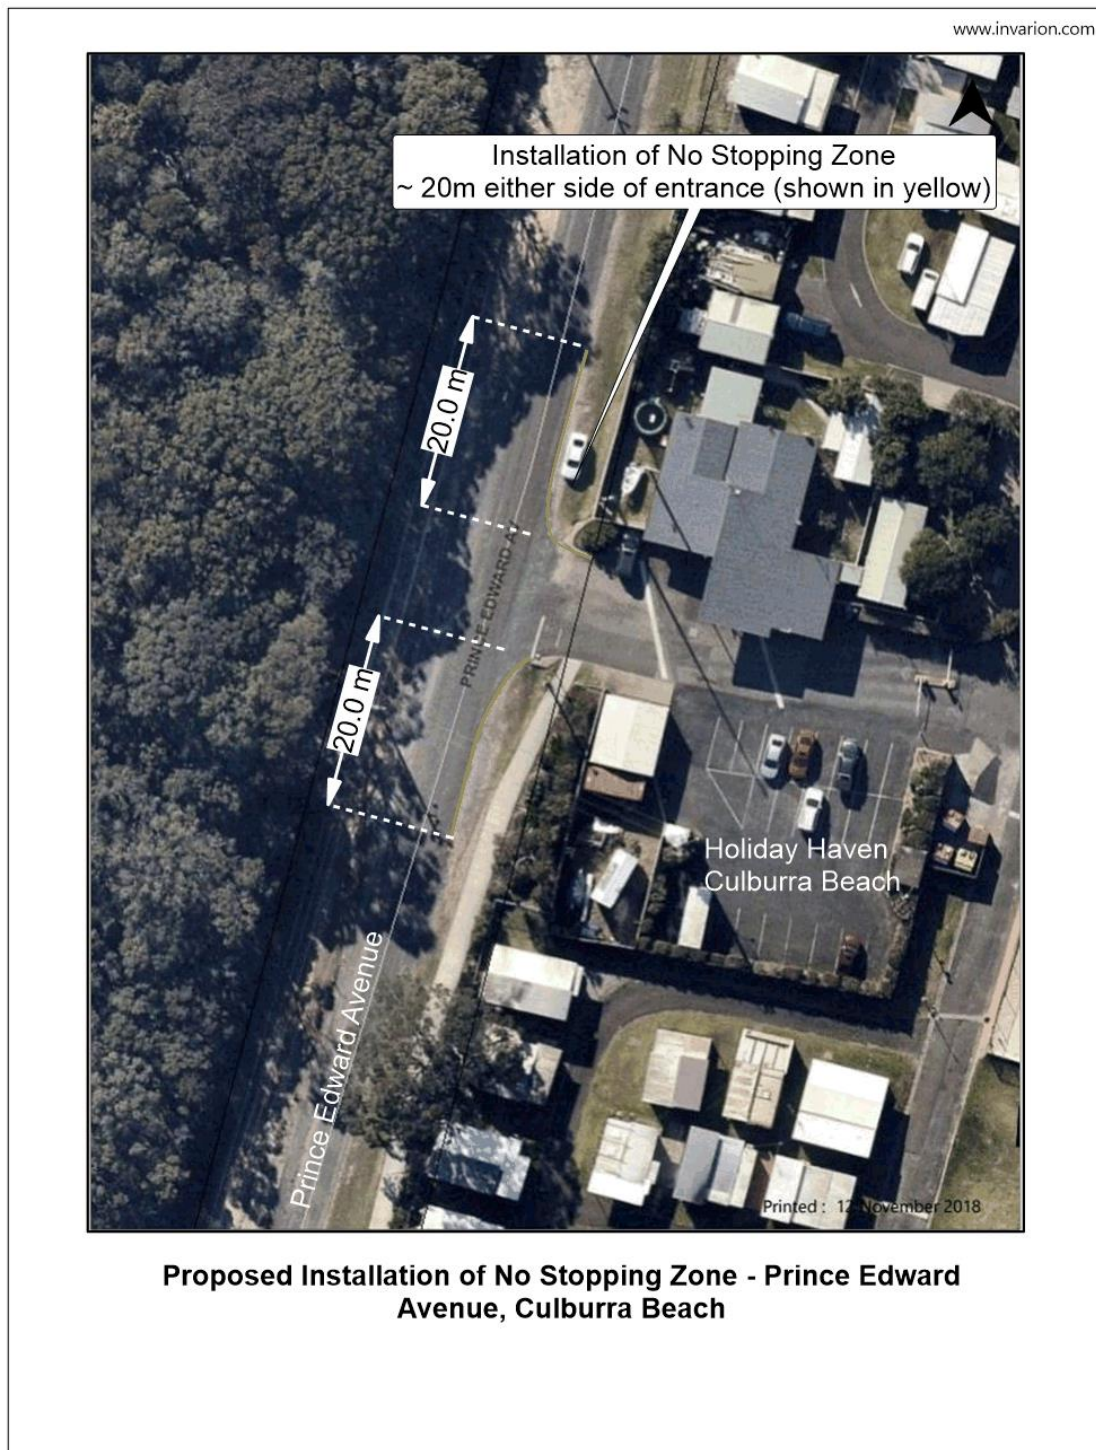 www.invarion.com
Installation of No Stopping Zone
~ 20m either side of entrance (shown in yellow)
20.0 m
PRINCE EDWARD AV
20.0 m
Holiday Haven
Culburra Beach
Prince Edward Avenue
Printed : 12 November 2018
Proposed Installation of No Stopping Zone - Prince Edward
Avenue, Culburra Beach